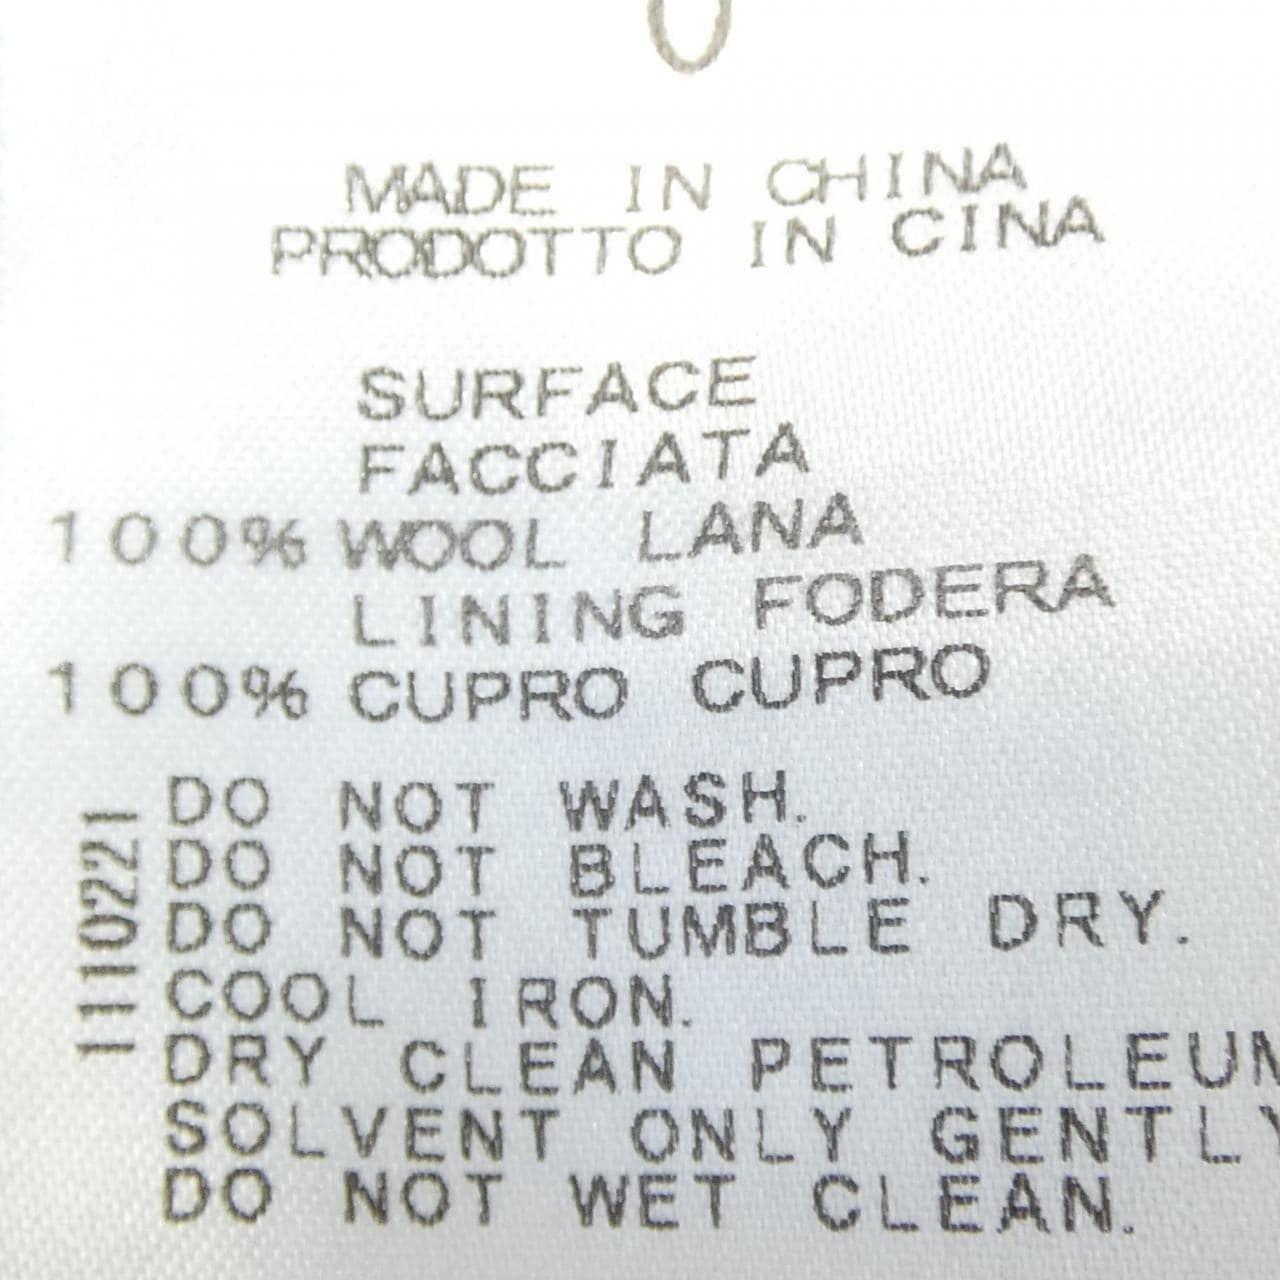 0
MADE IN CHINA
PRODOTTO IN CINA
SURFACE
FACCIATA
100% WOOL LANA
LINING FODERA
100% CUPRO CUPRO
DO NOT WASH.
DO NOT BLEACH.
DO NOT TUMBLE DRY.
COOL IRON.
DRY CLEAN PETROLEUM
SOLVENT ONLY GENTLY
DO NOT WET CLEAN.
1110221